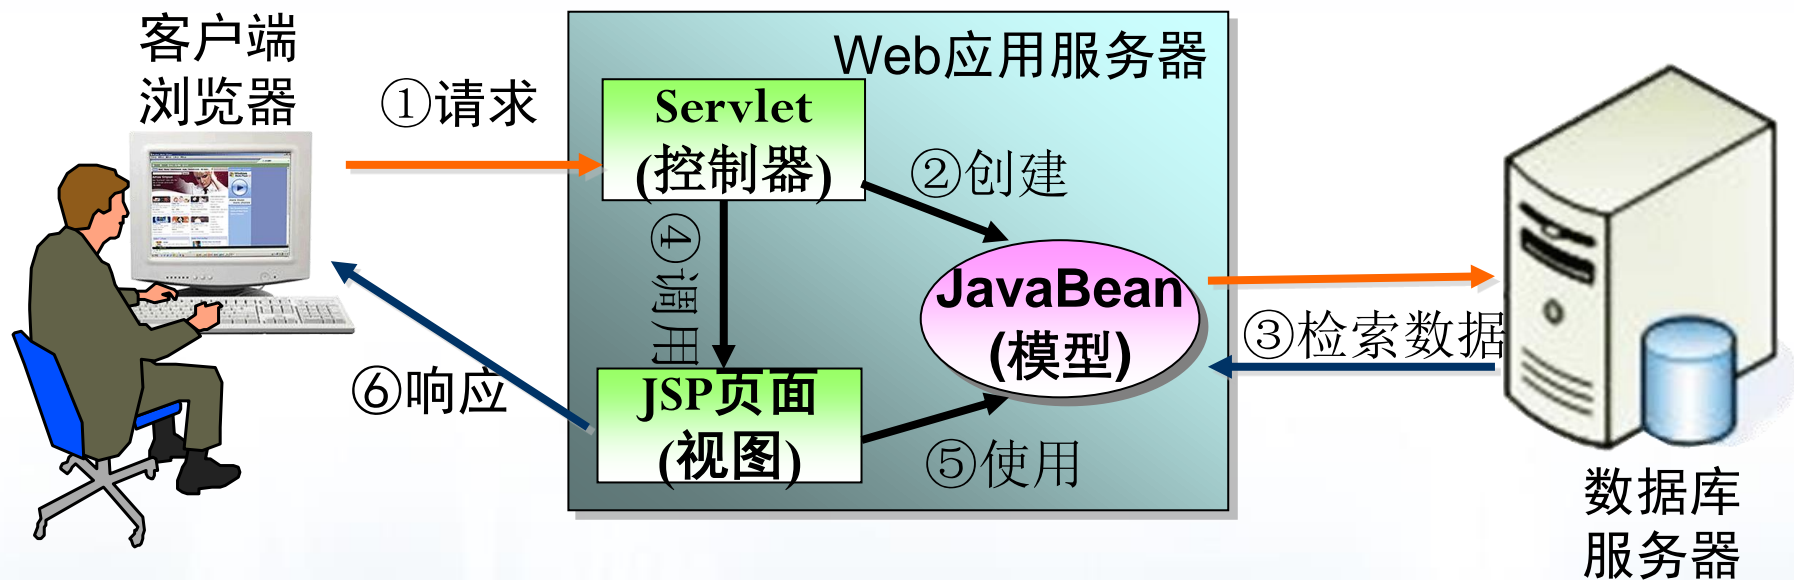 客户端
浏览器
①请求
Web应用服务器
Servlet
(控制器)
②创建
④调用
JavaBean
(模型)
③检索数据
⑥响应
JSP页面
(视图)
⑤使用
数据库
服务器